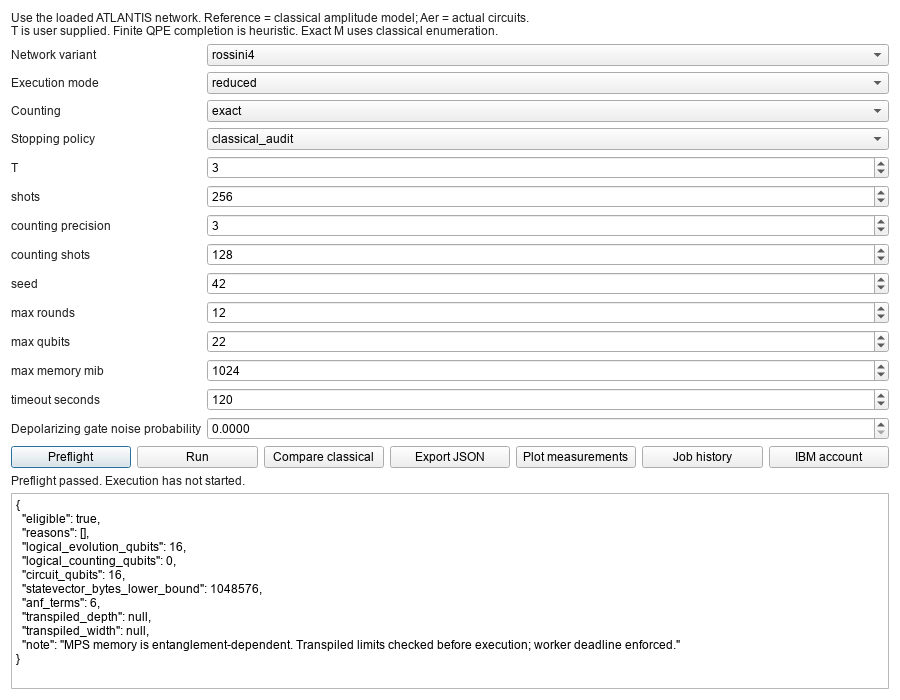 Use the loaded ATLANTIS network. Reference = classical amplitude model; Aer = actual circuits.
T is user supplied. Finite QPE completion is heuristic. Exact M uses classical enumeration.
Network variant rossini4
Execution mode reduced
Counting exact
Stopping policy classical_audit
T 3
shots 256
counting precision 3
counting shots 128
seed 42
max rounds 12
max qubits 22
max memory mib 1024
timeout seconds 120
Depolarizing gate noise probability 0.0000
Preflight Run Compare classical Export JSON Plot measurements Job history IBM account
Preflight passed. Execution has not started.
{
"eligible": true,
"reasons": [],
"logical_evolution_qubits": 16,
"logical_counting_qubits": 0,
"circuit_qubits": 16,
"statevector_bytes_lower_bound": 1048576,
"anf_terms": 6,
"transpiled_depth": null,
"transpiled_width": null,
"note": "MPS memory is entanglement-dependent. Transpiled limits checked before execution; worker deadline enforced."
}